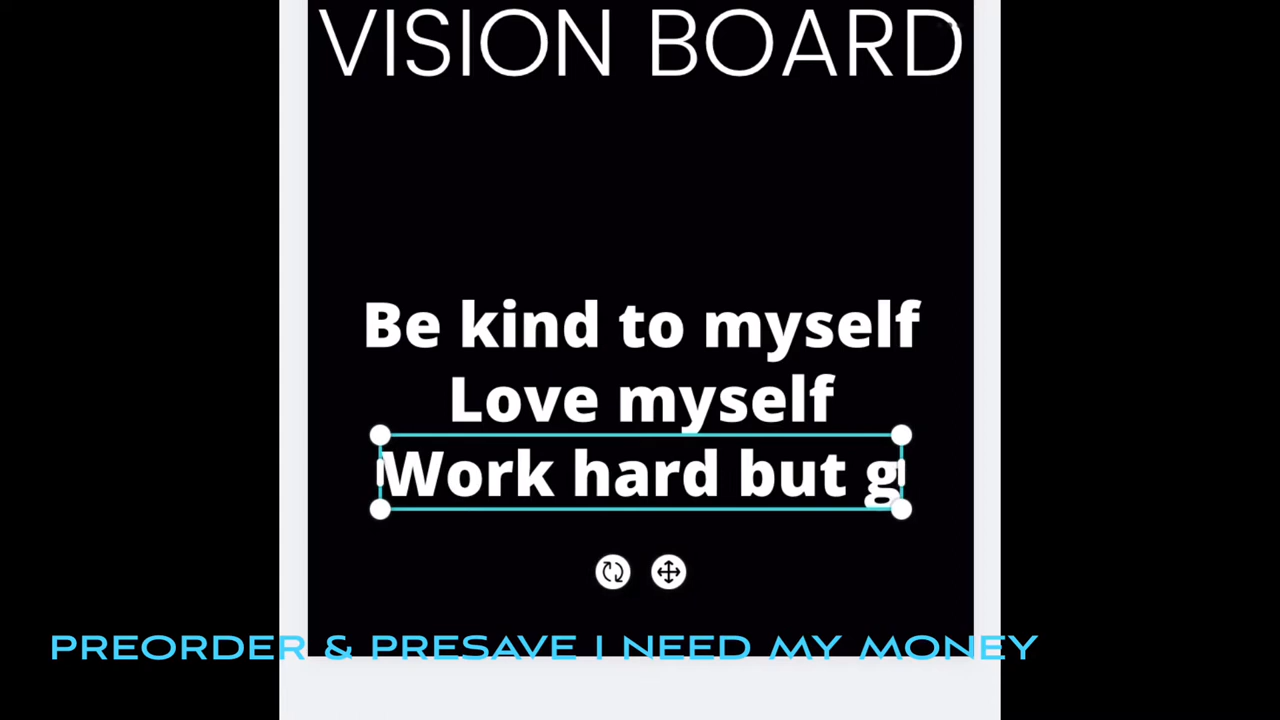 VISION BOARD
Be kind to myself
Love myself
Work hard but g
PREORDER & PRESAVE I NEED MY MONEY